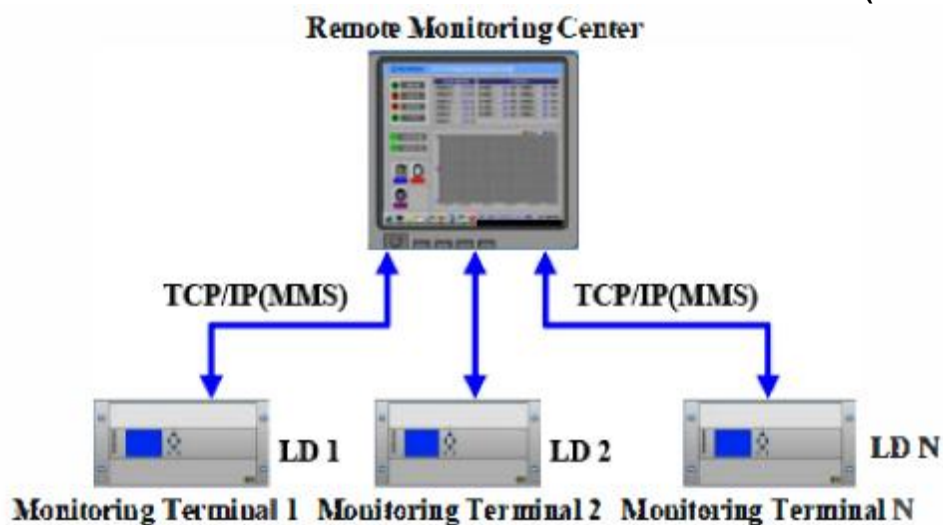 Remote Monitoring Center
TCP/IP(MMS)
TCP/IP(MMS)
LD 1
LD 2
LD N
Monitoring Terminal 1
Monitoring Terminal 2
Monitoring Terminal N